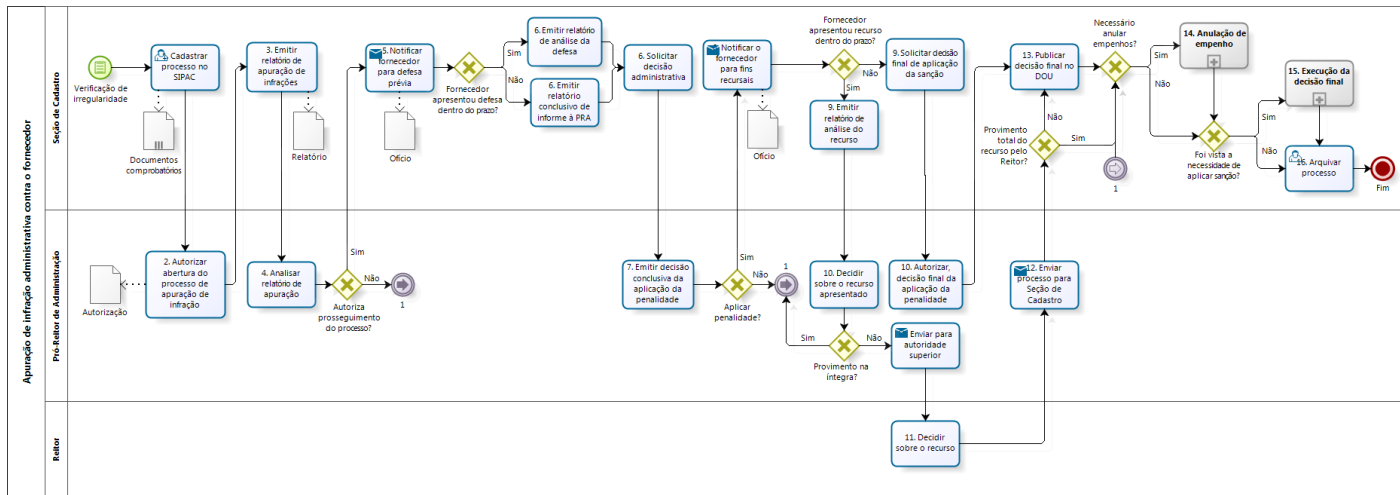 Apuração de infração administrativa contra o fornecedor
Seção de Cadastro
Verificação de
irregularidade
Cadastrar
processo no
SIPAC
Documentos
comprobatórios
3. Emitir
relatório de
apuração de
infrações
Relatório
5. Notificar
fornecedor
para defesa
prévia
Ofício
Fornecedor
apresentou defesa
dentro do prazo?
Sim
Não
6. Emitir relatório
de análise da
defesa
6. Emitir
relatório
conclusivo de
informe à PRA
6. Solicitar
decisão
administrativa
Notificar o
fornecedor
para fins
recursais
Ofício
Fornecedor
apresentou recurso
dentro do prazo?
Não
Sim
9. Solicitar decisão
final de aplicação
da sanção
9. Emitir
relatório de
análise do
recurso
13. Publicar
decisão final no
DOU
Não
Provimento
total do
recurso pelo
Reitor?
Sim
Necessário
anular
empenhos?
Sim
Não
1
14. Anulação de
empenho
Foi vista a
necessidade de
aplicar sanção?
Sim
Não
15. Execução da
decisão final
16. Arquivar
processo
Fim
Pró-Reitor de Administração
Autorização
2. Autorizar
abertura do
processo de
apuração de
infração
4. Analisar
relatório de
apuração
Sim
Não
Autoriza
prosseguimento
do processo?
1
7. Emitir decisão
conclusiva da
aplicação da
penalidade
Sim
Não
Aplicar
penalidade?
1
10. Decidir
sobre o recurso
apresentado
Sim
Não
Provimento na
íntegra?
10. Autorizar,
decisão final da
aplicação da
penalidade
Enviar para
autoridade
superior
12. Enviar
processo para
Seção de
Cadastro
Reitor
11. Decidir
sobre o recurso